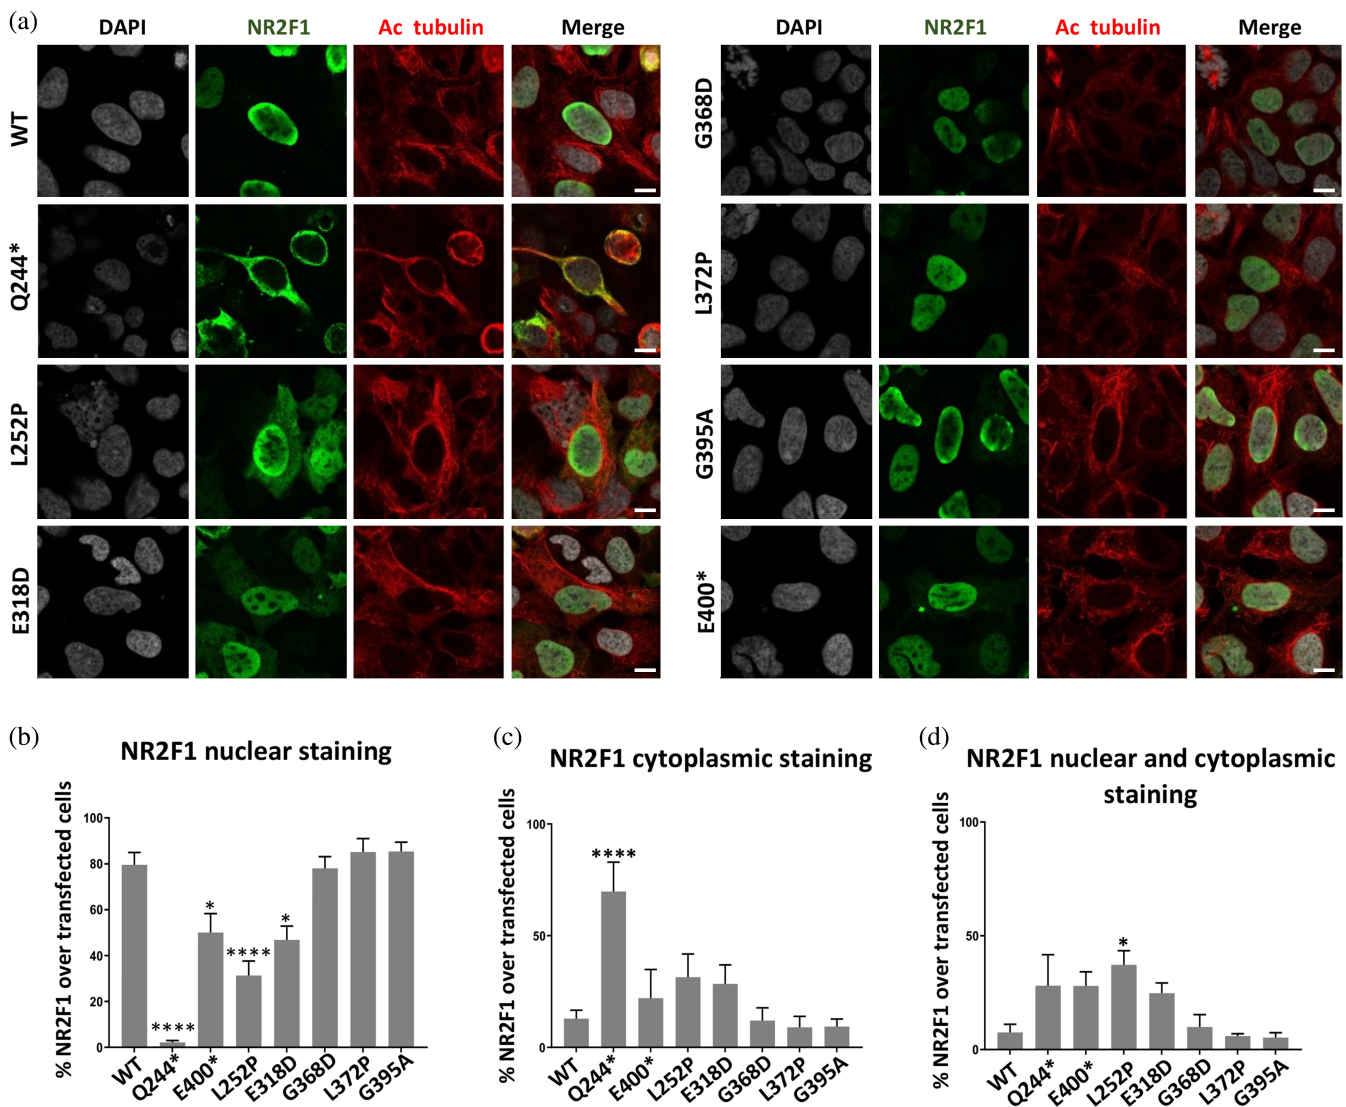 (a)
DAPI NR2F1 Ac tubulin Merge
DAPI NR2F1 Ac tubulin Merge
WT
Q244*
L252P
E318D
G368D
L372P
G395A
E400*
(b)
NR2F1 nuclear staining
% NR2F1 over transfected cells
100
80
60
40
20
0
****
*
****
*
WT Q244* E400* L252P E318D G368D L372P G395A
(c)
NR2F1 cytoplasmic staining
% NR2F1 over transfected cells
100
50
0
****
WT Q244* E400* L252P E318D G368D L372P G395A
(d)
NR2F1 nuclear and cytoplasmic
staining
% NR2F1 over transfected cells
100
50
0
*
WT Q244* E400* L252P E318D G368D L372P G395A